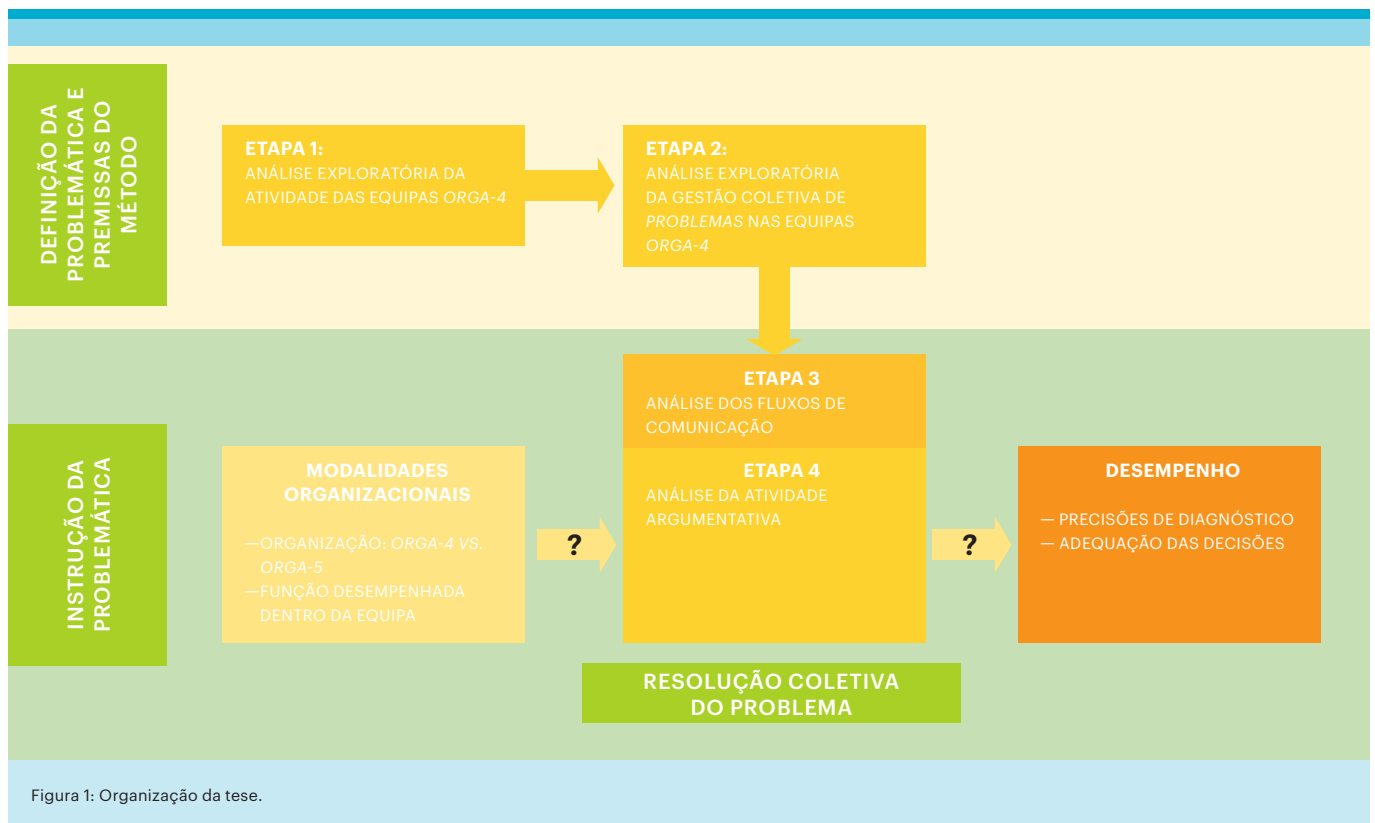 DEFINIÇÃO DA
PROBLEMÁTICA E
PREMISSAS DO
MÉTODO
ETAPA 1:
ANÁLISE EXPLORATÓRIA DA
ATIVIDADE DAS EQUIPAS ORGA-4
ETAPA 2:
ANÁLISE EXPLORATÓRIA
DA GESTÃO COLETIVA DE
PROBLEMAS NAS EQUIPAS
ORGA-4
INSTRUÇÃO DA
PROBLEMÁTICA
MODALIDADES
ORGANIZACIONAIS
—ORGANIZAÇÃO: ORGA-4 VS.
ORGA-5
—FUNÇÃO DESEMPENHADA
DENTRO DA EQUIPA
?
ETAPA 3
ANÁLISE DOS FLUXOS DE
COMUNICAÇÃO
ETAPA 4
ANÁLISE DA ATIVIDADE
ARGUMENTATIVA
?
DESEMPENHO
— PRECISÕES DE DIAGNÓSTICO
— ADEQUAÇÃO DAS DECISÕES
RESOLUÇÃO COLETIVA
DO PROBLEMA
Figura 1: Organização da tese.